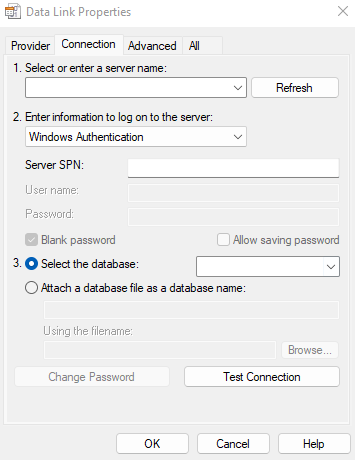 Data Link Properties
Provider Connection Advanced All
1. Select or enter a server name:
Refresh
2. Enter information to log on to the server:
Windows Authentication
Server SPN:
User name:
Password:
Blank password Allow saving password
3. Select the database:
Attach a database file as a database name:
Using the filename:
Browse...
Change Password Test Connection
OK Cancel Help